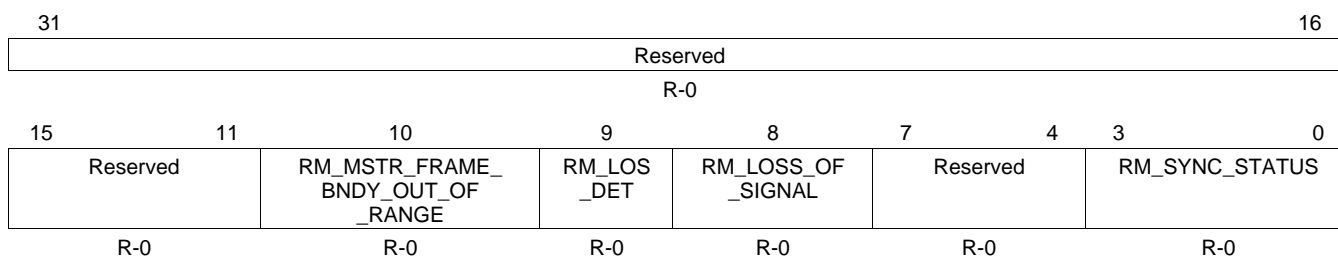 31 16
Reserved
R-0
15 11 10 9 8 7 4 3 0
Reserved RM_MSTR_FRAME_ RM_LOS RM_LOSS_OF Reserved RM_SYNC_STATUS
BNDY_OUT_OF _DET _SIGNAL
_RANGE
R-0 R-0 R-0 R-0 R-0 R-0